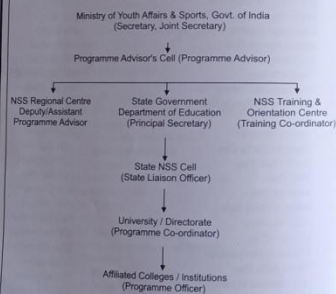 Ministry of Youth Affairs & Sports, Govt. of India
(Secretary, Joint Secretary)
Programme Advisor's Cell (Programme Advisor)
NSS Regional Centre
Deputy/Assistant
Programme Advisor
State Government
Department of Education
(Principal Secretary)
NSS Training &
Orientation Centre
(Training Co-ordinator)
State NSS Cell
(State Liaison Officer)
University / Directorate
(Programme Co-ordinator)
Affiliated Colleges / Institutions
(Programme Officer)